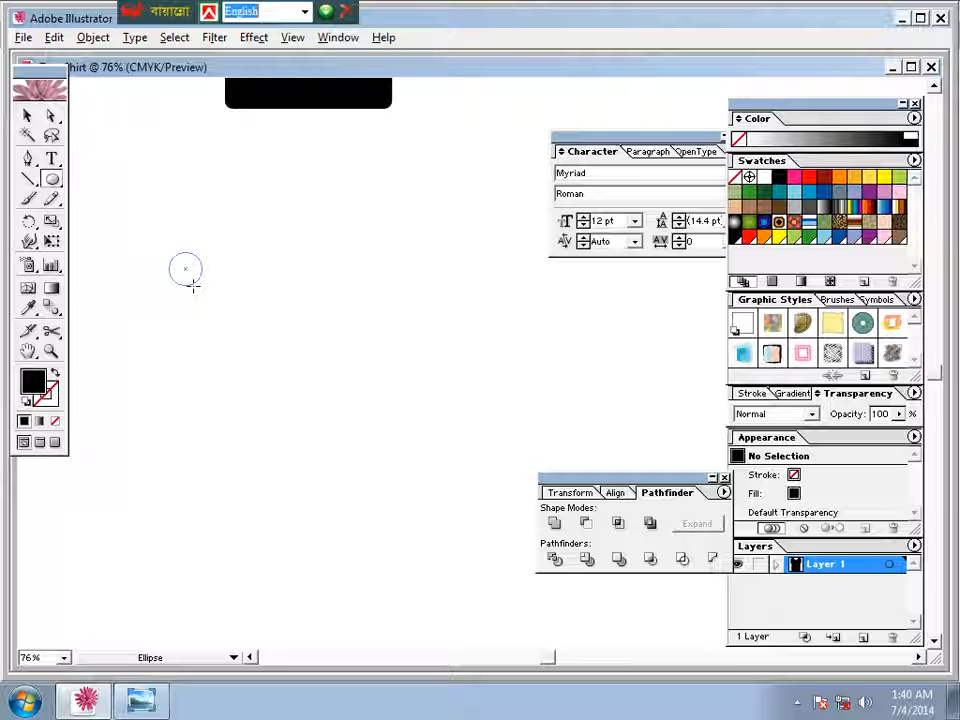 Adobe Illustrator
বায়ান্নো
English
File Edit Object Type Select Filter Effect View Window Help
Shirt @ 76% (CMYK/Preview)
Color
Character Paragraph OpenType
Myriad
Roman
12 pt
(14.4 pt)
Auto
0
Swatches
Graphic Styles Brushes Symbols
Stroke Gradient Transparency
Normal Opacity: 100 %
Appearance
No Selection
Stroke:
Fill:
Default Transparency
Transform Align Pathfinder
Shape Modes:
Expand
Pathfinders:
Layers
Layer 1
1 Layer
76% Ellipse
1:40 AM
7/4/2014